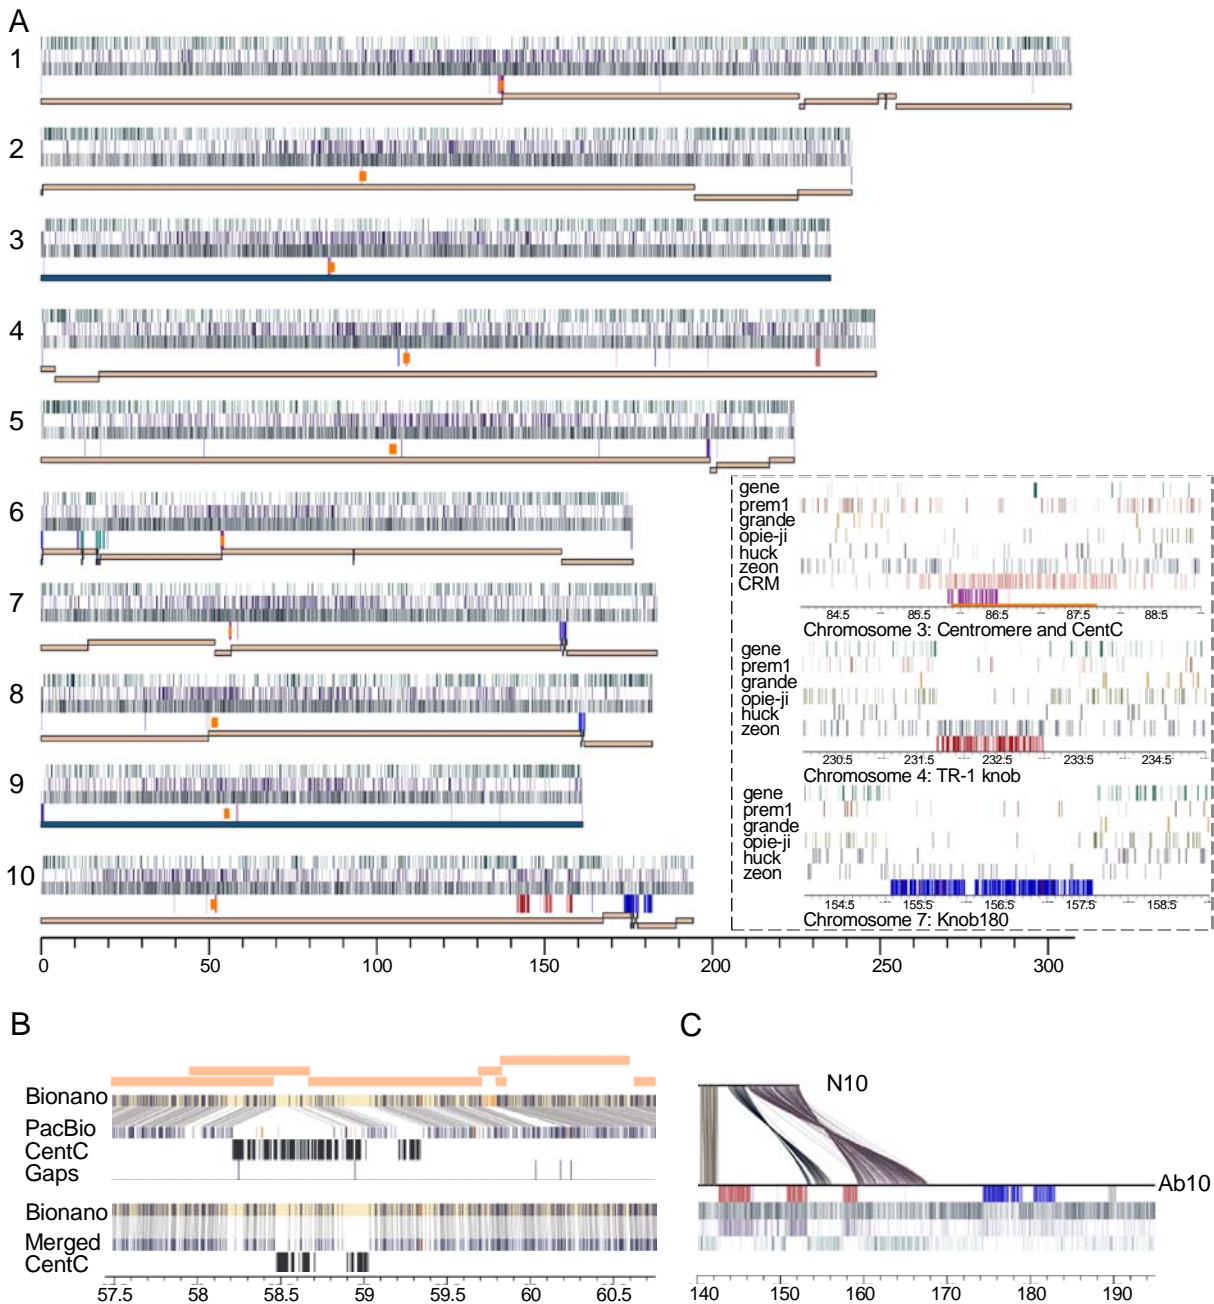 A
1
2
3
4
5
6
7
8
9
10
0 50 100 150 200 250 300
gene
prem1
grande
opie-ji
huck
zeon
CRM
84.5 85.5 86.5 87.5 88.5
Chromosome 3: Centromere and CentC
gene
prem1
grande
opie-ji
huck
zeon
230.5 231.5 232.5 233.5 234.5
Chromosome 4: TR-1 knob
gene
prem1
grande
opie-ji
huck
zeon
154.5 155.5 156.5 157.5 158.5
Chromosome 7: Knob180
B
Bionano
PacBio
CentC
Gaps
Bionano
Merged
CentC
57.5 58 58.5 59 59.5 60 60.5
C
N10
Ab10
140 150 160 170 180 190